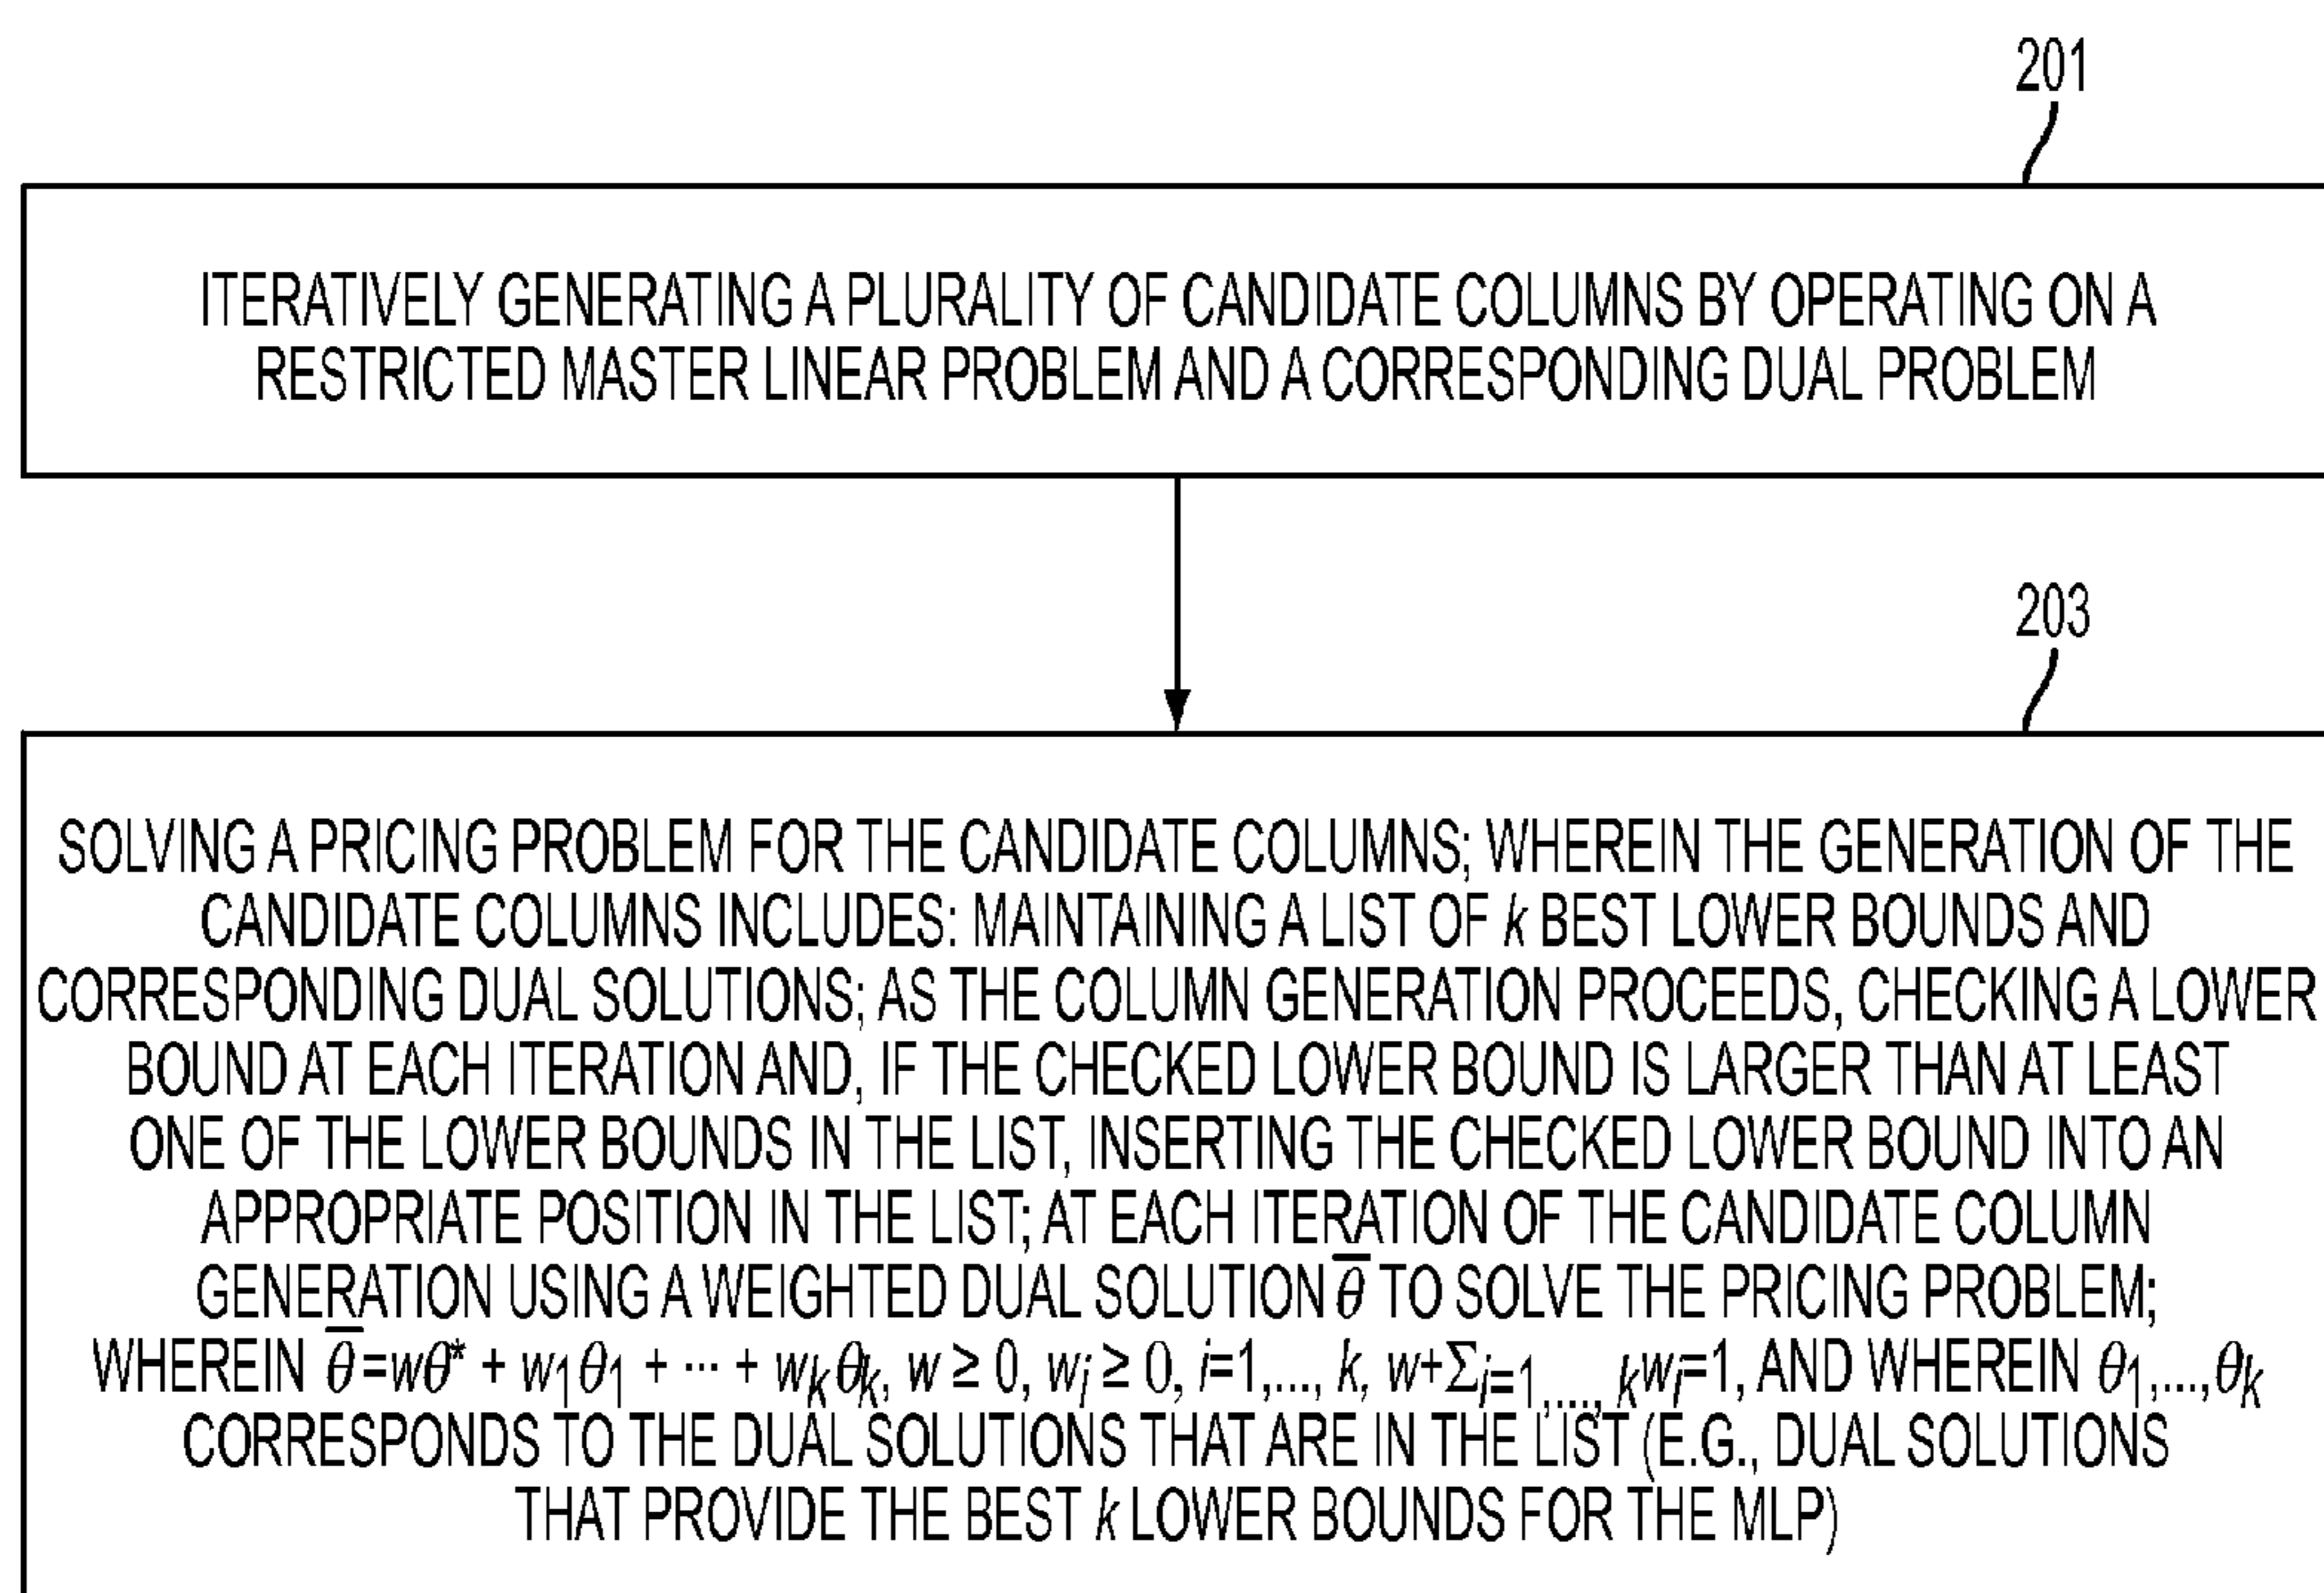 201
ITERATIVELY GENERATING A PLURALITY OF CANDIDATE COLUMNS BY OPERATING ON A
RESTRICTED MASTER LINEAR PROBLEM AND A CORRESPONDING DUAL PROBLEM
203
SOLVING A PRICING PROBLEM FOR THE CANDIDATE COLUMNS; WHEREIN THE GENERATION OF THE
CANDIDATE COLUMNS INCLUDES: MAINTAINING A LIST OF k BEST LOWER BOUNDS AND
CORRESPONDING DUAL SOLUTIONS; AS THE COLUMN GENERATION PROCEEDS, CHECKING A LOWER
BOUND AT EACH ITERATION AND, IF THE CHECKED LOWER BOUND IS LARGER THAN AT LEAST
ONE OF THE LOWER BOUNDS IN THE LIST, INSERTING THE CHECKED LOWER BOUND INTO AN
APPROPRIATE POSITION IN THE LIST; AT EACH ITERATION OF THE CANDIDATE COLUMN
GENERATION USING A WEIGHTED DUAL SOLUTION θ̅ TO SOLVE THE PRICING PROBLEM;
WHEREIN θ̅=wθ* + w₁θ₁ + ··· + wₖθₖ, w ≥ 0, wᵢ ≥ 0, i=1,..., k, w+Σᵢ₌₁,...,ₖwᵢ=1, AND WHEREIN θ₁,...,θₖ
CORRESPONDS TO THE DUAL SOLUTIONS THAT ARE IN THE LIST (E.G., DUAL SOLUTIONS
THAT PROVIDE THE BEST k LOWER BOUNDS FOR THE MLP)